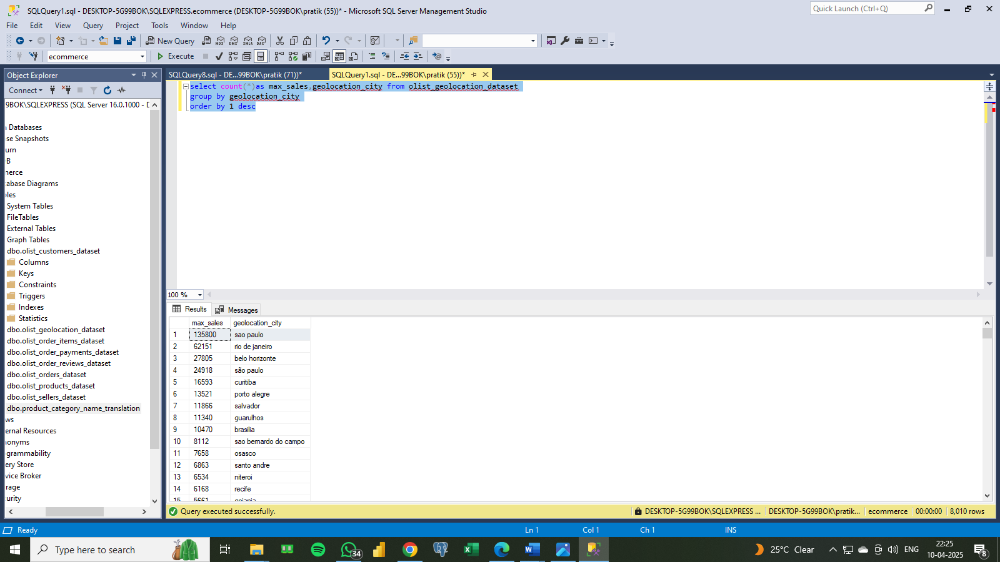 SQLQuery1.sql - DESKTOP-5G99BOK\SQLEXPRESS.ecommerce (DESKTOP-5G99BOK\pratik (55))* - Microsoft SQL Server Management Studio
Quick Launch (Ctrl+Q)
File Edit View Query Project Tools Window Help
New Query
MDX DMX XMLA DAX
ecommerce
Execute
Object Explorer
SQLQuery8.sql - DE...99BOK\pratik (71))*
SQLQuery1.sql - DE...99BOK\pratik (55))*
Connect
9BOK\SQLEXPRESS (SQL Server 16.0.1000 - D
Databases
se Snapshots
urn
B
nerce
tabase Diagrams
les
System Tables
FileTables
External Tables
Graph Tables
dbo.olist_customers_dataset
Columns
Keys
Constraints
Triggers
Indexes
Statistics
dbo.olist_geolocation_dataset
dbo.olist_order_items_dataset
dbo.olist_order_payments_dataset
dbo.olist_order_reviews_dataset
dbo.olist_orders_dataset
dbo.olist_products_dataset
dbo.olist_sellers_dataset
dbo.product_category_name_translation
ws
ernal Resources
nonyms
grammability
ery Store
vice Broker
rage
urity
select count(*)as max_sales,geolocation_city from olist_geolocation_dataset
group by geolocation_city
order by 1 desc
100 %
Results Messages
max_sales geolocation_city
1 135800 sao paulo
2 62151 rio de janeiro
3 27805 belo horizonte
4 24918 são paulo
5 16593 curitiba
6 13521 porto alegre
7 11866 salvador
8 11340 guarulhos
9 10470 brasilia
10 8112 sao bernardo do campo
11 7658 osasco
12 6863 santo andre
13 6534 niteroi
14 6168 recife
15 5661 goiania
Query executed successfully.
DESKTOP-5G99BOK\SQLEXPRESS ... DESKTOP-5G99BOK\pratik... ecommerce 00:00:00 8,010 rows
Ready Ln 1 Col 1 Ch 1 INS
Type here to search
34
25°C Clear
ENG
22:25
10-04-2025
8